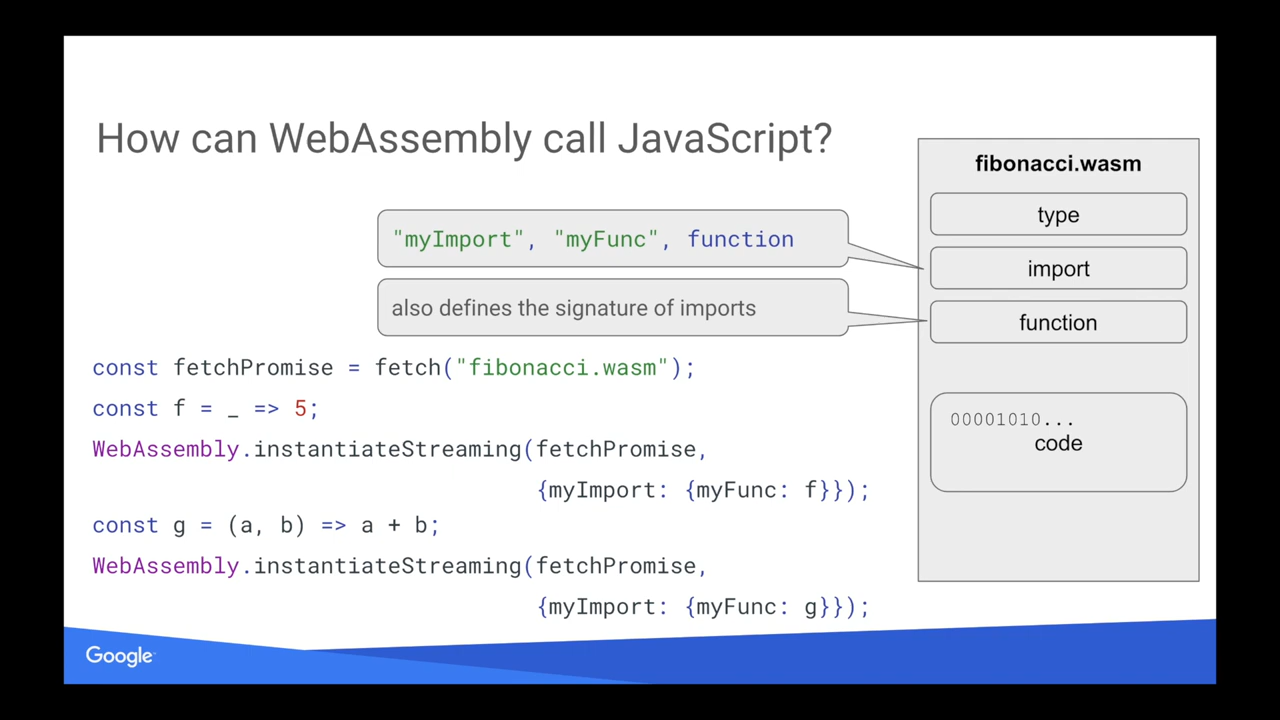 How can WebAssembly call JavaScript?
fibonacci.wasm
type
"myImport", "myFunc", function
import
also defines the signature of imports
function
const fetchPromise = fetch("fibonacci.wasm");
const f = _ => 5;
00001010...
code
WebAssembly.instantiateStreaming(fetchPromise,
{myImport: {myFunc: f}});
const g = (a, b) => a + b;
WebAssembly.instantiateStreaming(fetchPromise,
{myImport: {myFunc: g}});
Google